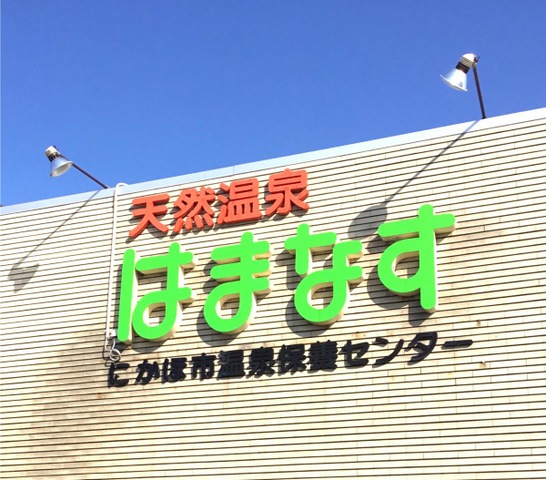 天然温泉
はまなす
にかほ市温泉保養センター